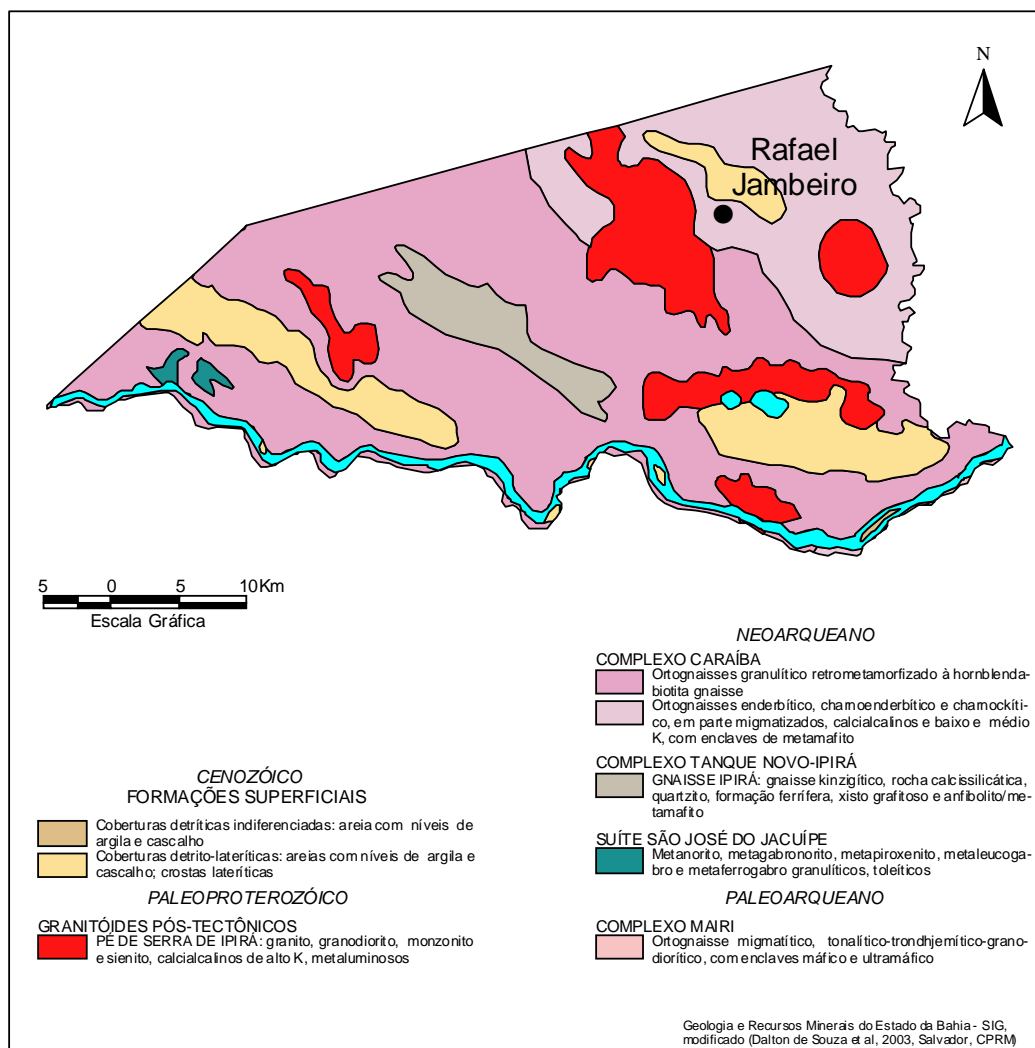 N
Rafael
Jambeiro
5 0 5 10Km
Escala Gráfica
CENOZÓICO
FORMAÇÕES SUPERFICIAIS
Coberturas detríticas indiferenciadas: areia com níveis de
argila e cascalho
Coberturas detrito-lateríticas: areias com níveis de argila e
cascalho; crostas lateríticas
PALEOPROTEROZÓICO
GRANITÓIDES PÓS-TECTÔNICOS
PÉ DE SERRA DE IPIRÁ: granito, granodiorito, monzonito
e sienito, calcialcalinos de alto K, metaluminosos
NEOARQUEANO
COMPLEXO CARAÍBA
Ortognaisses granulítico retrometamorfizado à hornblenda-
biotita gnaisse
Ortognaisses enderbítico, charnoenderbítico e charnockíti-
co, em parte migmatizados, calcialcalinos e baixo e médio
K, com enclaves de metamafito
COMPLEXO TANQUE NOVO-IPIRÁ
GNAISSE IPIRÁ: gnaisse kinzigítico, rocha calcissilicática,
quartzito, formação ferrífera, xisto grafitoso e anfibolito/me-
tamafito
SUÍTE SÃO JOSÉ DO JACUÍPE
Metanorito, metagabronorito, metapiroxenito, metaleucoga-
bro e metaferrogabro granulíticos, toleíticos
PALEOARQUEANO
COMPLEXO MAIRI
Ortognaisse migmatítico, tonalítico-trondhjemítico-grano-
diorítico, com enclaves máfico e ultramáfico
Geologia e Recursos Minerais do Estado da Bahia - SIG,
modificado (Dalton de Souza et al, 2003, Salvador, CPRM)